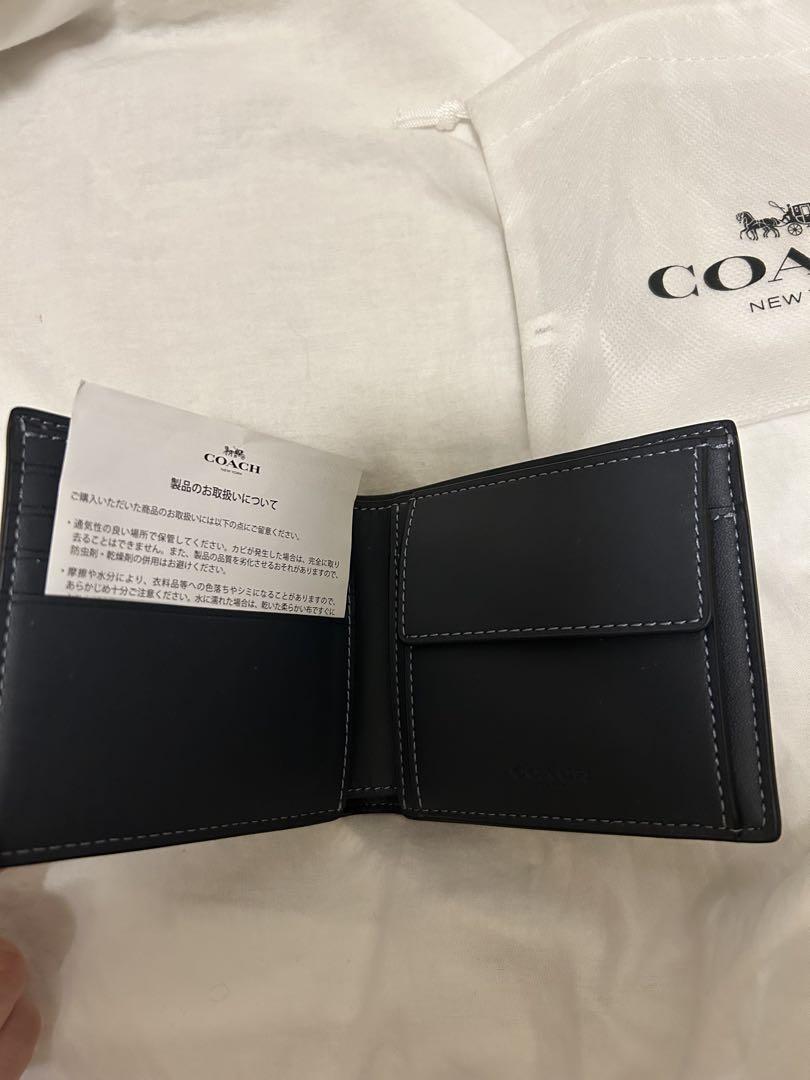 COA
NEW
COACH
NEW YORK
製品のお取扱いについて
ご購入いただいた商品のお取扱いには以下の点にご留意ください。
・通気性の良い場所で保管してください。カビが発生した場合は、完全に取り
去ることはできません。また、製品の品質を劣化させるおそれがありますので、
防虫剤・乾燥剤の併用はお避けください。
・摩擦や水分により、衣料品等への色落ちやシミになることがありますので、
あらかじめ十分ご注意ください。水に濡れた場合は、乾いた柔らかい布ですぐに
COACH